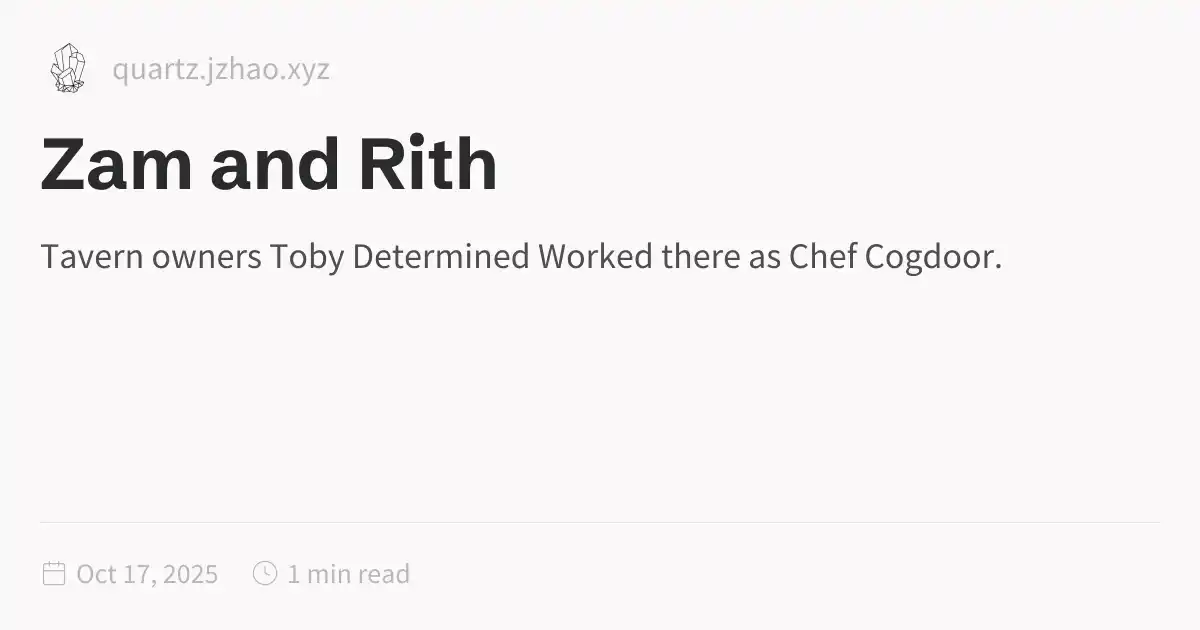 quartz.jzhao.xyz
Zam and Rith
Tavern owners Toby Determined Worked there as Chef Cogdoor.
Oct 17, 2025 1 min read